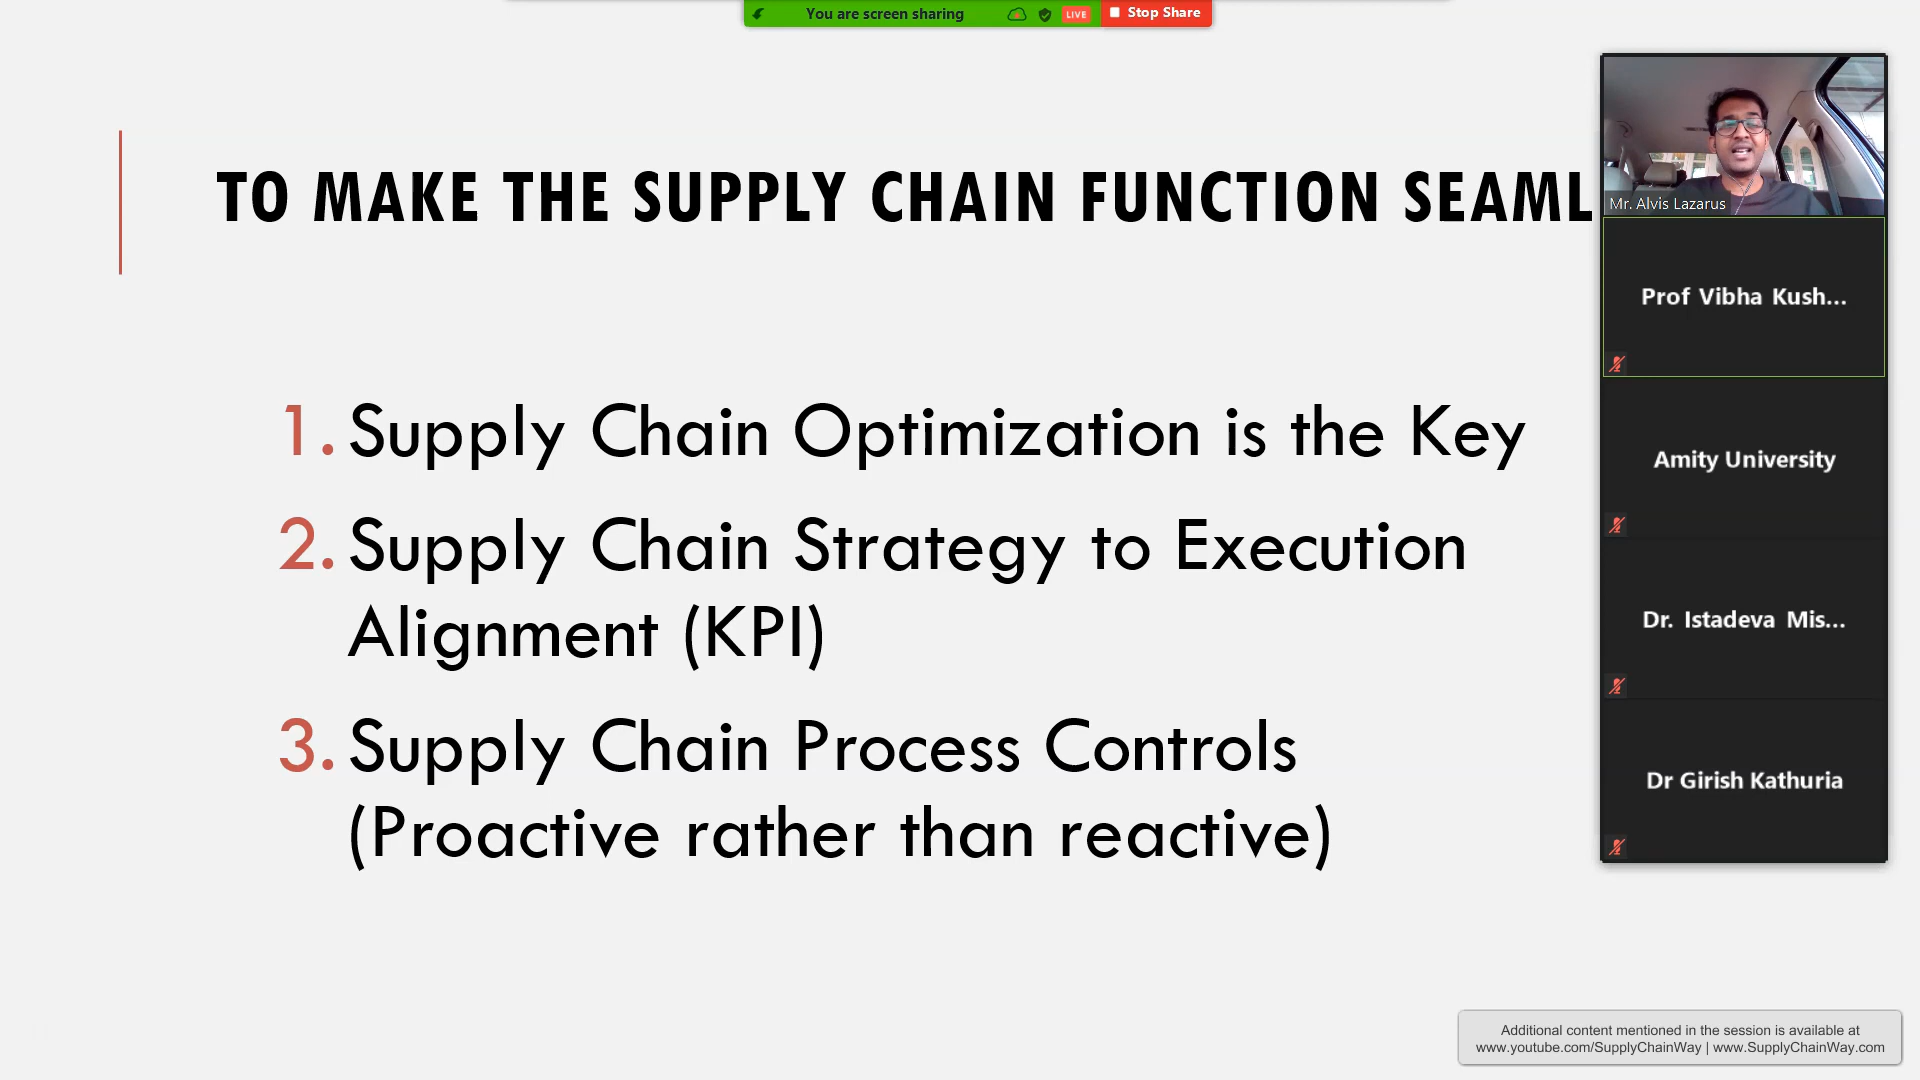 You are screen sharing LIVE Stop Share
TO MAKE THE SUPPLY CHAIN FUNCTION SEAML
1. Supply Chain Optimization is the Key
2. Supply Chain Strategy to Execution
Alignment (KPI)
3. Supply Chain Process Controls
(Proactive rather than reactive)
Mr. Alvis Lazarus
Prof Vibha Kush...
Amity University
Dr. Istadeva Mis...
Dr Girish Kathuria
Additional content mentioned in the session is available at
www.youtube.com/SupplyChainWay | www.SupplyChainWay.com